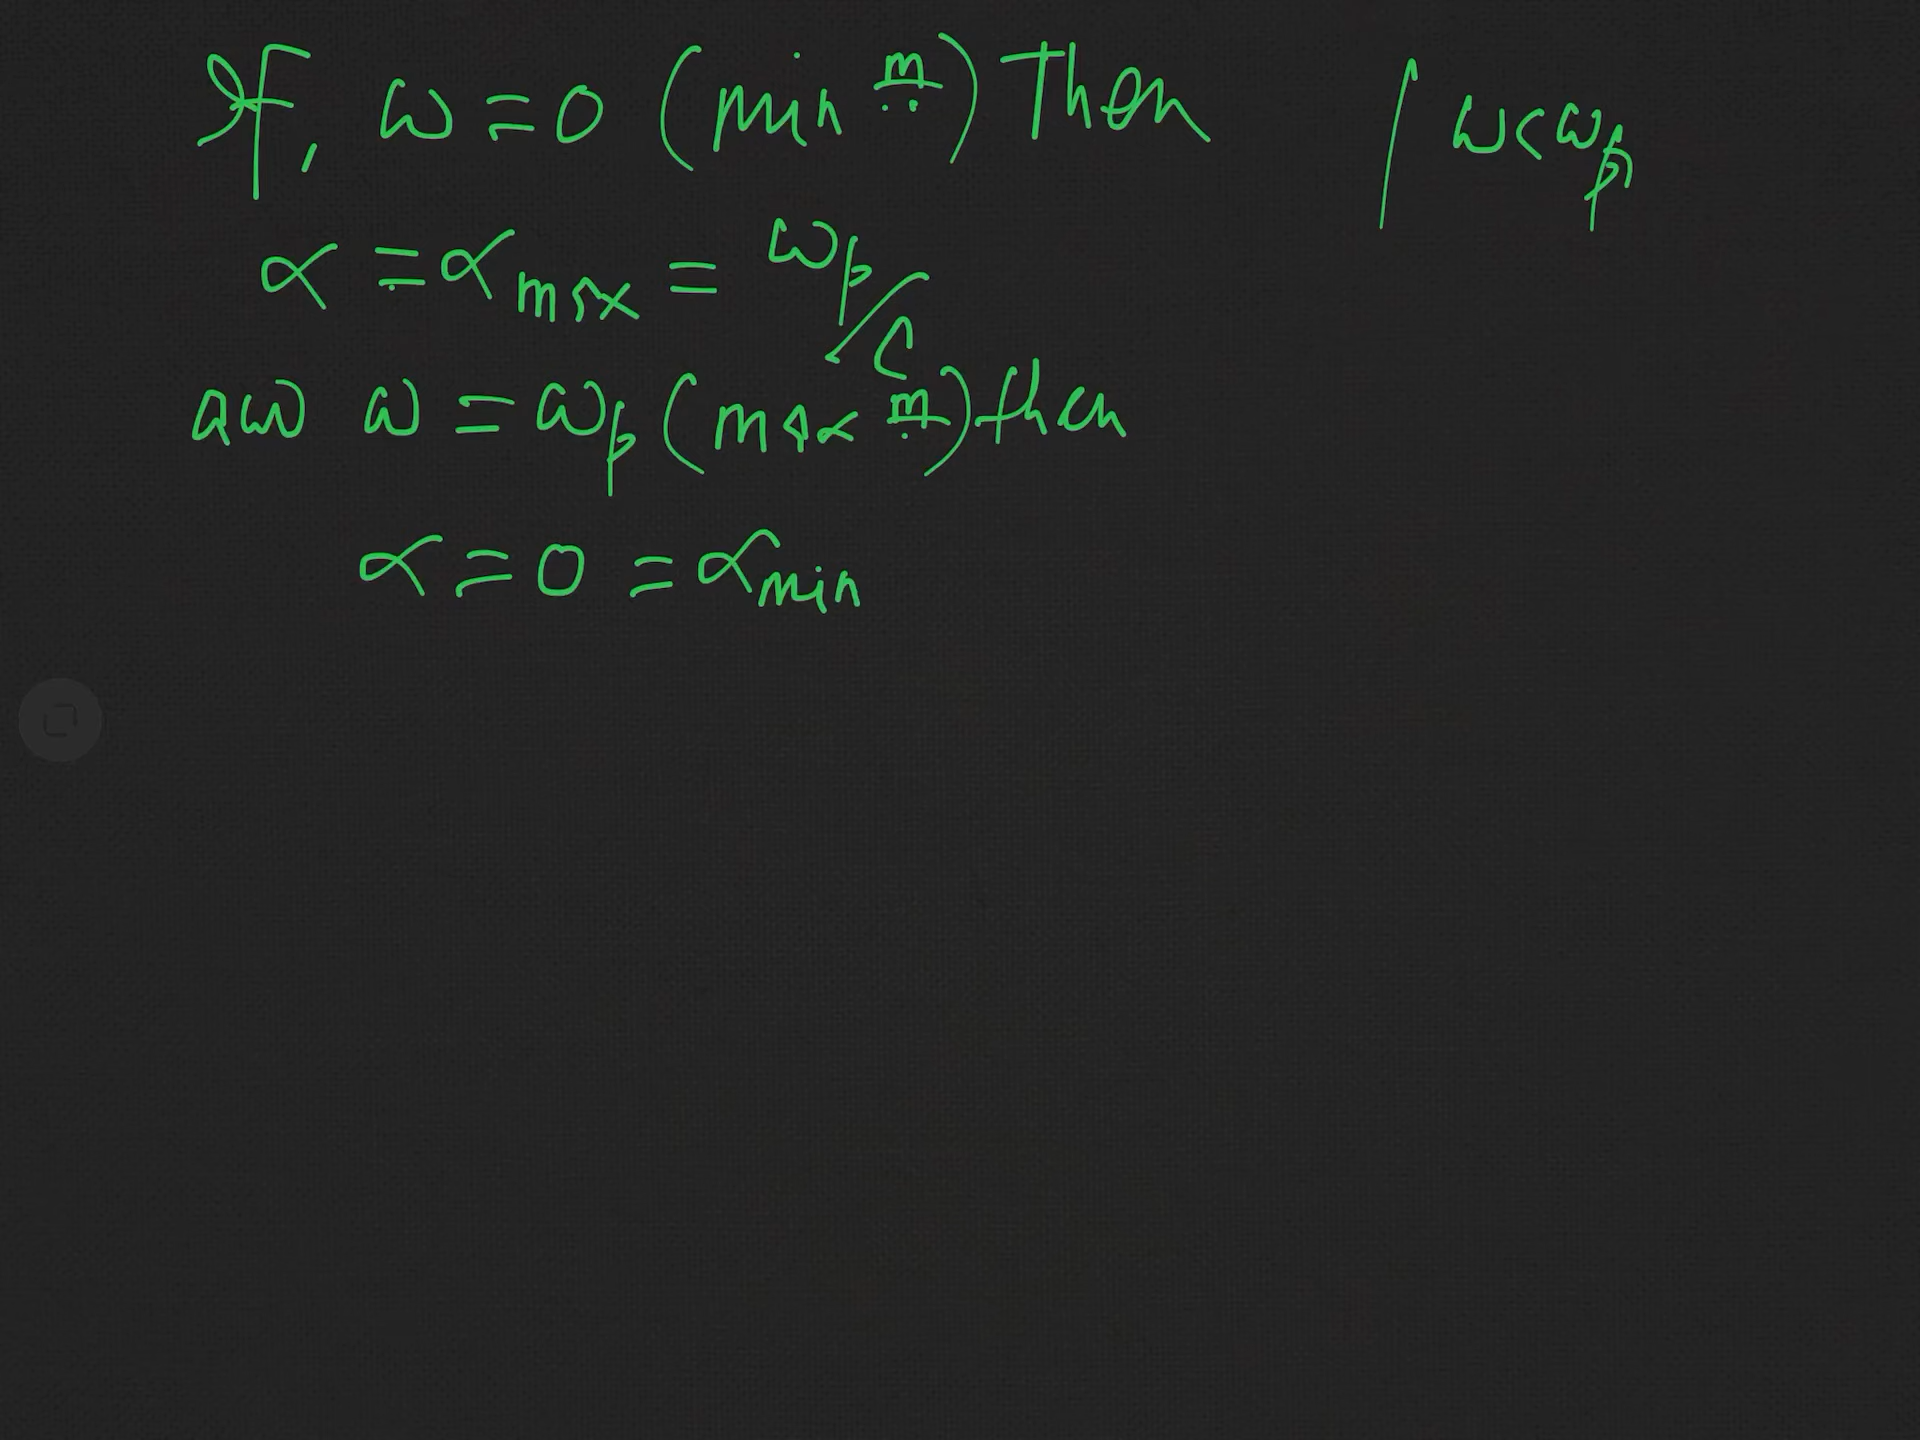 If, ω = 0 (min m̲) Then | ω < ωp
α = αmax = ωp/c
and ω = ωp (max m̲) then
α = 0 = αmin